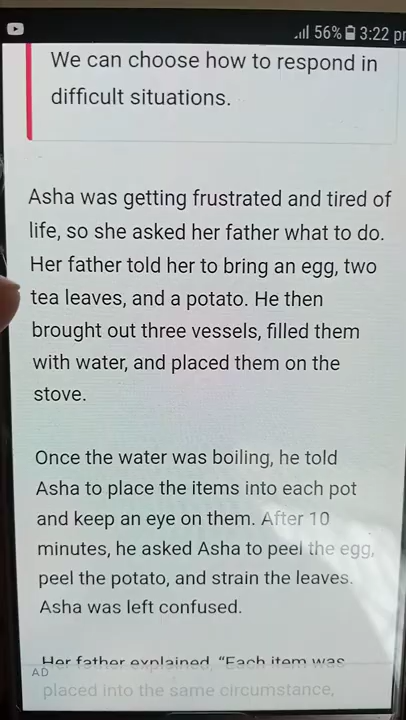 56% 3:22 pm
We can choose how to respond in
difficult situations.
Asha was getting frustrated and tired of
life, so she asked her father what to do.
Her father told her to bring an egg, two
tea leaves, and a potato. He then
brought out three vessels, filled them
with water, and placed them on the
stove.
Once the water was boiling, he told
Asha to place the items into each pot
and keep an eye on them. After 10
minutes, he asked Asha to peel the egg,
peel the potato, and strain the leaves.
Asha was left confused.
Her father explained, “Each item was
AD
placed into the same circumstance,